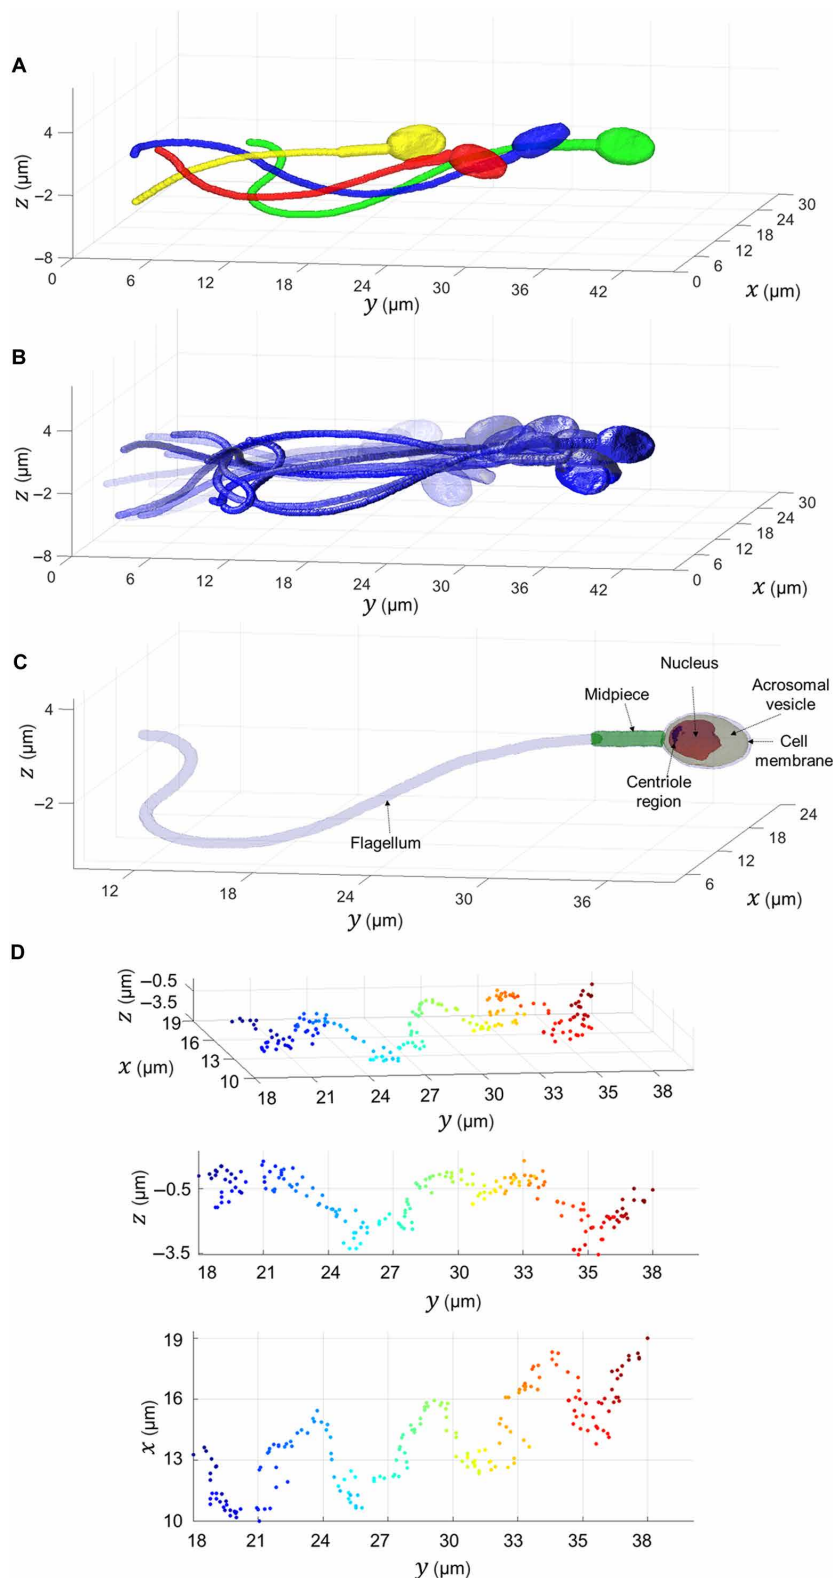 A
4
−2
−8
z (µm)
0
6
12
18
24
30
36
42
y (µm)
0
6
12
18
24
30
x (µm)
B
4
−2
−8
z (µm)
0
6
12
18
24
30
36
42
y (µm)
0
6
12
18
24
30
x (µm)
C
4
−2
z (µm)
Nucleus
Midpiece
Acrosomal
vesicle
Cell
membrane
Centriole
region
Flagellum
12
18
24
30
36
y (µm)
6
12
18
24
x (µm)
D
−0.5
−3.5
z (µm)
19
16
13
10
x (µm)
18
21
24
27
30
33
35
38
y (µm)
−0.5
−3.5
z (µm)
18
21
24
27
30
33
35
38
y (µm)
19
16
13
10
x (µm)
18
21
24
27
30
33
35
38
y (µm)